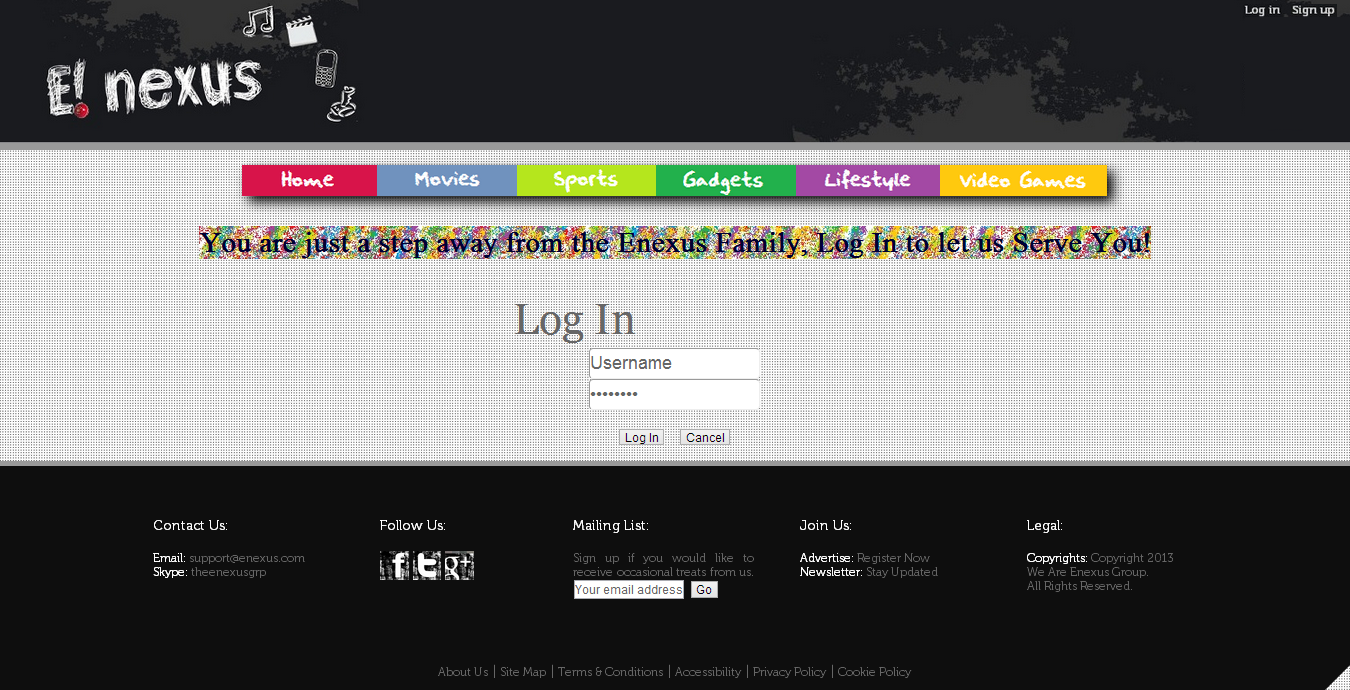 Log in Sign up
E! nexus
Home Movies Sports Gadgets Lifestyle Video Games
You are just a step away from the Enexus Family, Log In to let us Serve You!
Log In
Username
••••••••
Log In Cancel
Contact Us:
Email: support@enexus.com
Skype: theenexusgrp
Follow Us:
f t g+
Mailing List:
Sign up if you would like to
receive occasional treats from us.
Your email address Go
Join Us:
Advertise: Register Now
Newsletter: Stay Updated
Legal:
Copyrights: Copyright 2013
We Are Enexus Group.
All Rights Reserved.
About Us | Site Map | Terms & Conditions | Accessibility | Privacy Policy | Cookie Policy